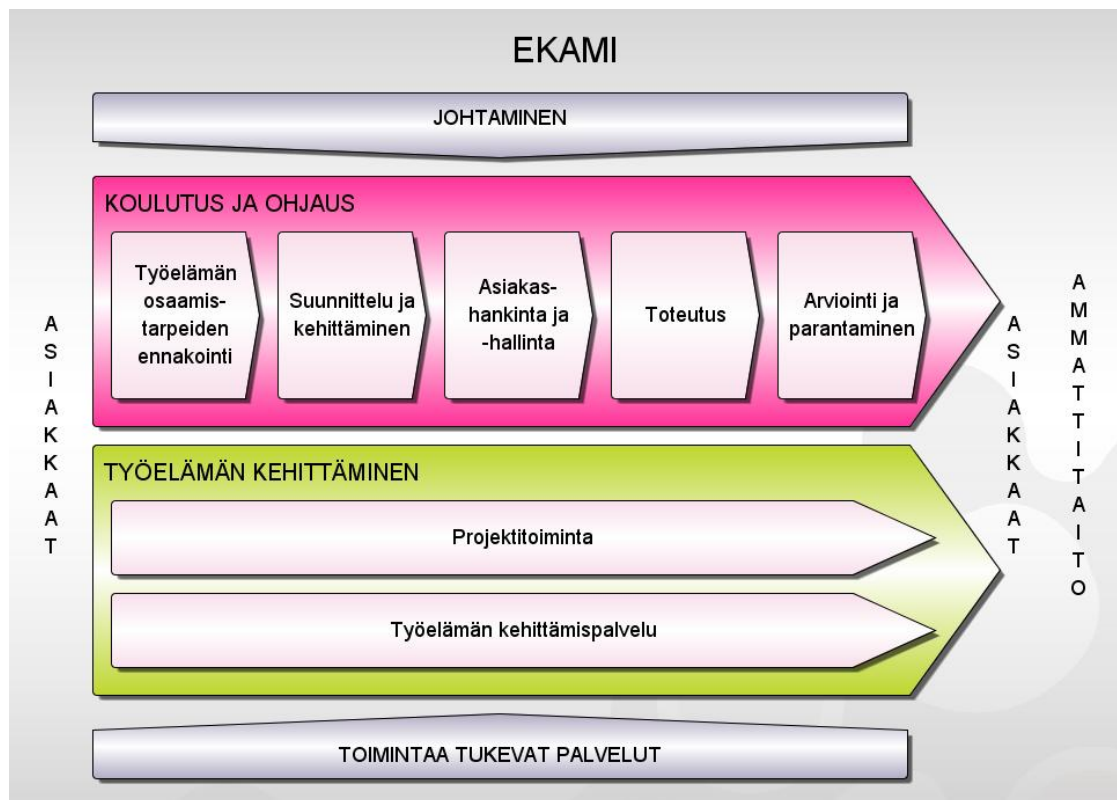 EKAMI
JOHTAMINEN
KOULUTUS JA OHJAUS
Työelämän
osaamis-
tarpeiden
ennakointi
Suunnittelu ja
kehittäminen
Asiakas-
hankinta ja
-hallinta
Toteutus
Arviointi ja
parantaminen
ASIAKKAAT
TYÖELÄMÄN KEHITTÄMINEN
Projektitoiminta
Työelämän kehittämispalvelu
ASIAKKAAT
AMMATTITAITO
TOIMINTAA TUKEVAT PALVELUT